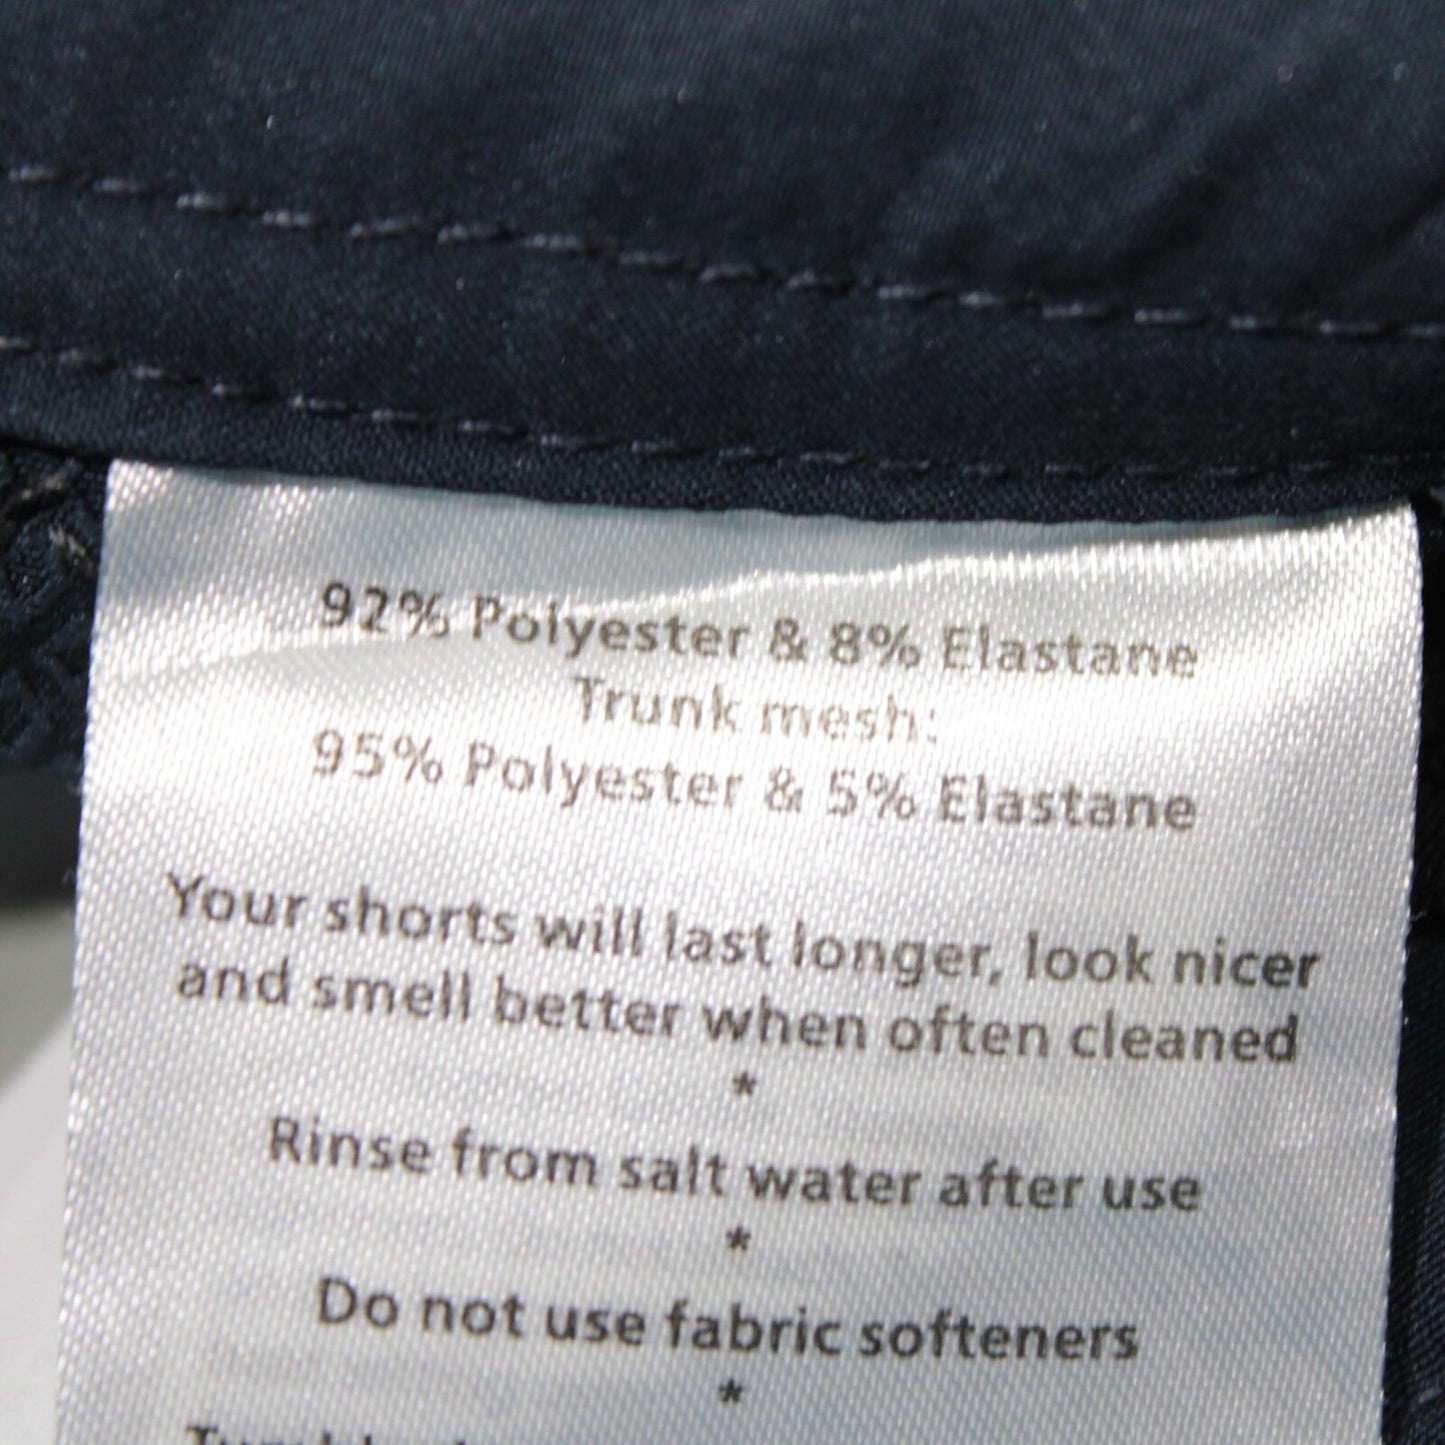 92% Polyester & 8% Elastane
Trunk mesh:
95% Polyester & 5% Elastane
Your shorts will last longer, look nicer
and smell better when often cleaned
*
Rinse from salt water after use
*
Do not use fabric softeners
*